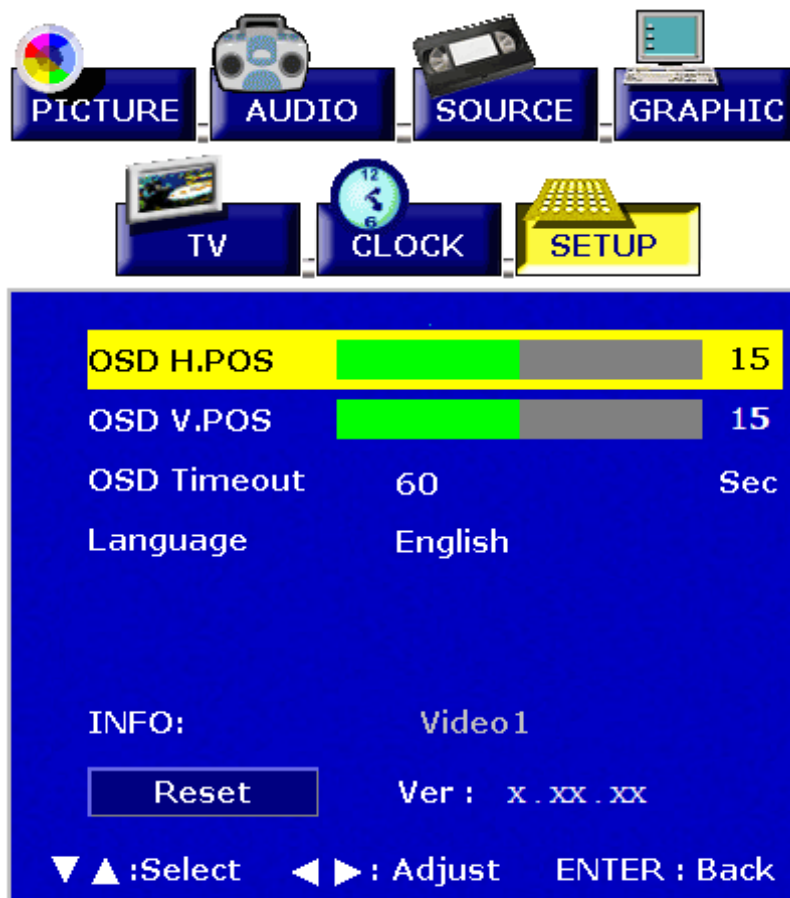 PICTURE AUDIO SOURCE GRAPHIC
12
6
TV CLOCK SETUP
OSD H.POS 15
OSD V.POS 15
OSD Timeout 60 Sec
Language English
INFO: Video1
Reset Ver : x.xx.xx
▼▲:Select ◀▶: Adjust ENTER : Back